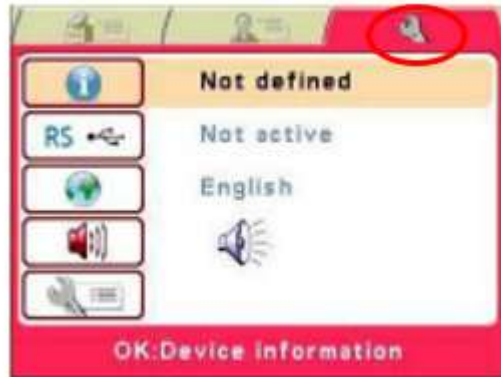 Not defined
RS Not active
English
OK:Device information